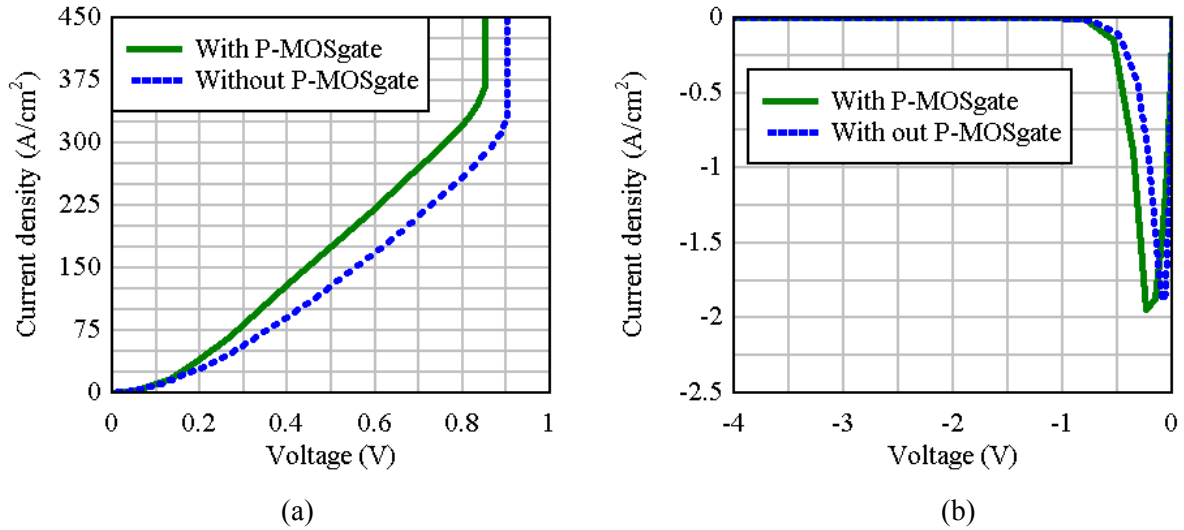 Current density (A/cm²)
450
375
300
225
150
75
0
With P-MOSgate
Without P-MOSgate
0
0.2
0.4
0.6
0.8
1
Voltage (V)
(a)
Current density (A/cm²)
0
-0.5
-1
-1.5
-2
-2.5
With P-MOSgate
With out P-MOSgate
-4
-3
-2
-1
0
Voltage (V)
(b)